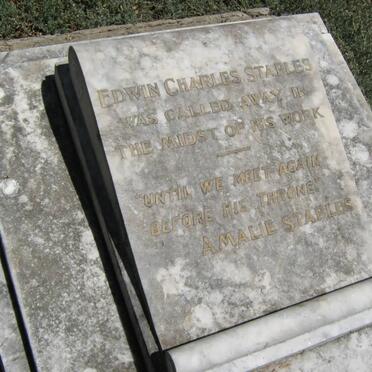 EDWIN CHARLES STAPLES
WAS CALLED AWAY IN
THE MIDST OF HIS WORK
"UNTIL WE MEET AGAIN
BEFORE HIS THRONE"
AMALIE STAPLES